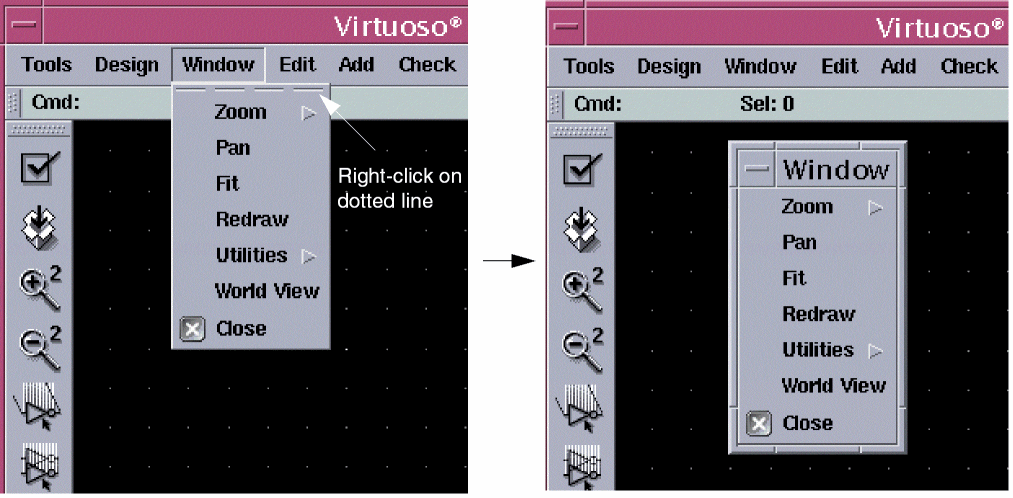 Virtuoso®
Tools Design Window Edit Add Check
Cmd:
Zoom
Pan
Fit
Redraw
Utilities
World View
Close
2
2
Right-click on
dotted line
Virtuoso®
Tools Design Window Edit Add Check
Cmd: Sel: 0
Window
Zoom
Pan
Fit
Redraw
Utilities
World View
Close
2
2